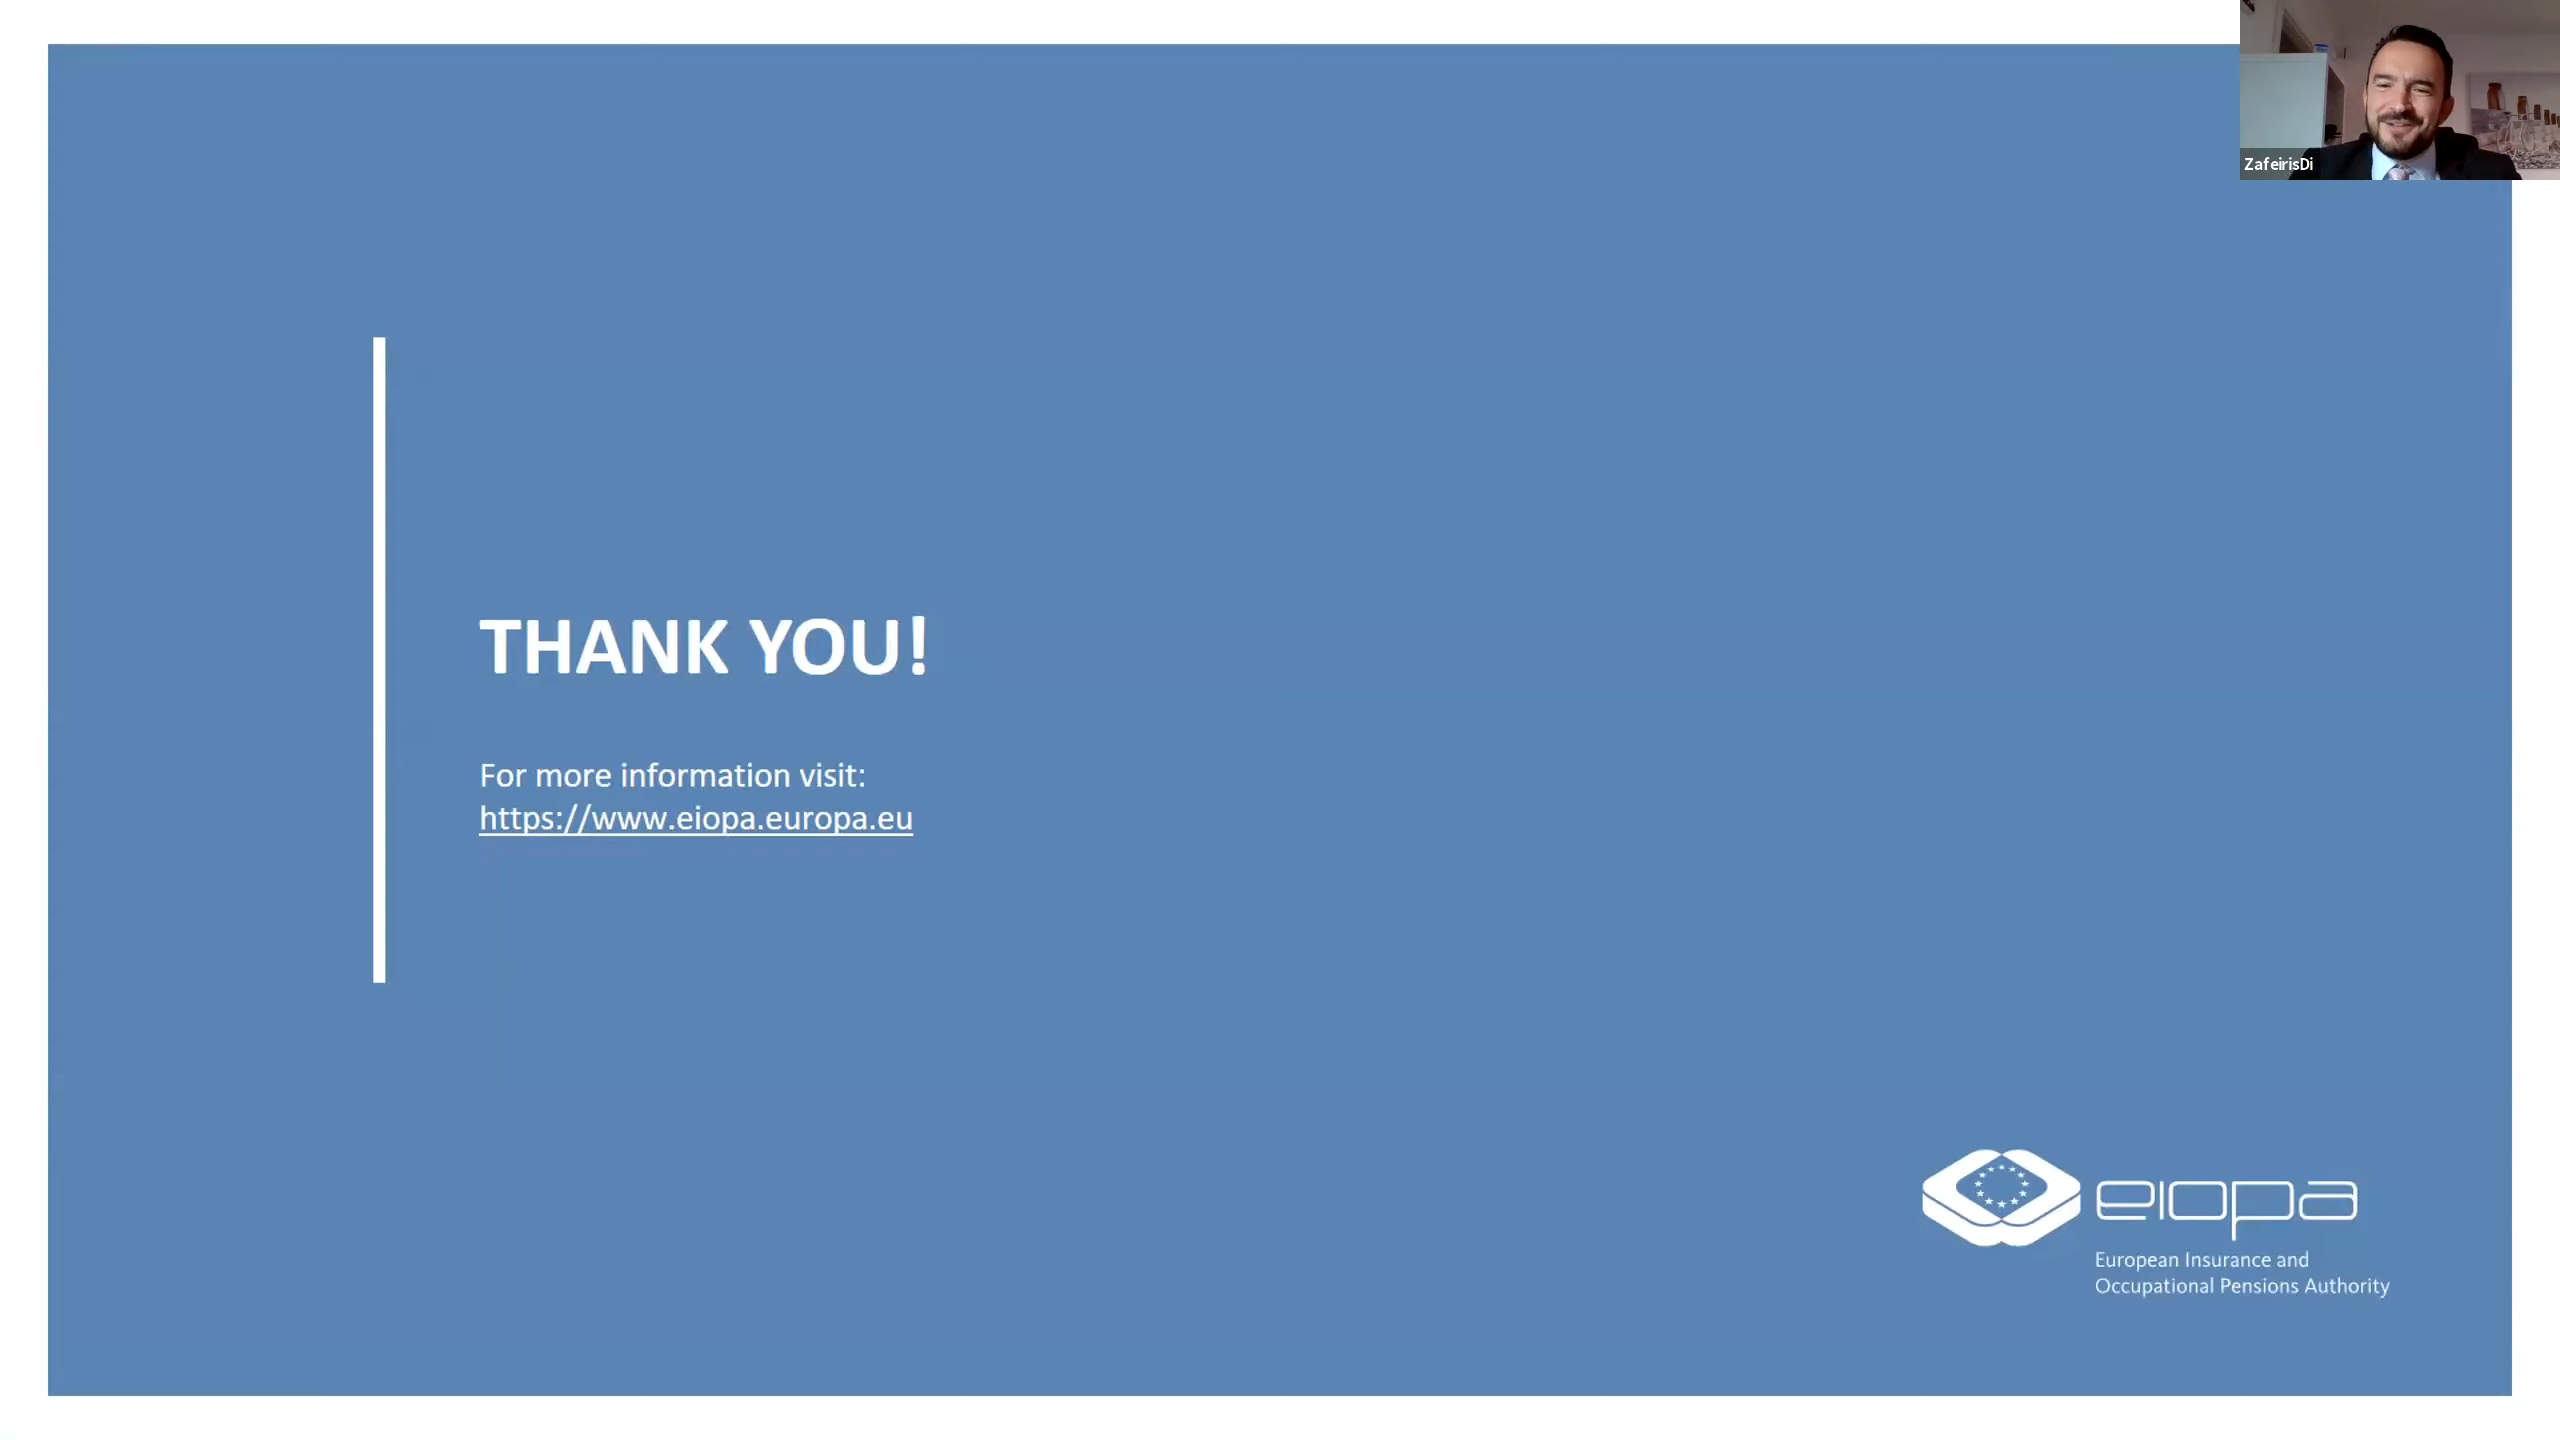 ZafeirisDi
THANK YOU!
For more information visit:
https://www.eiopa.europa.eu
eiopa
European Insurance and
Occupational Pensions Authority